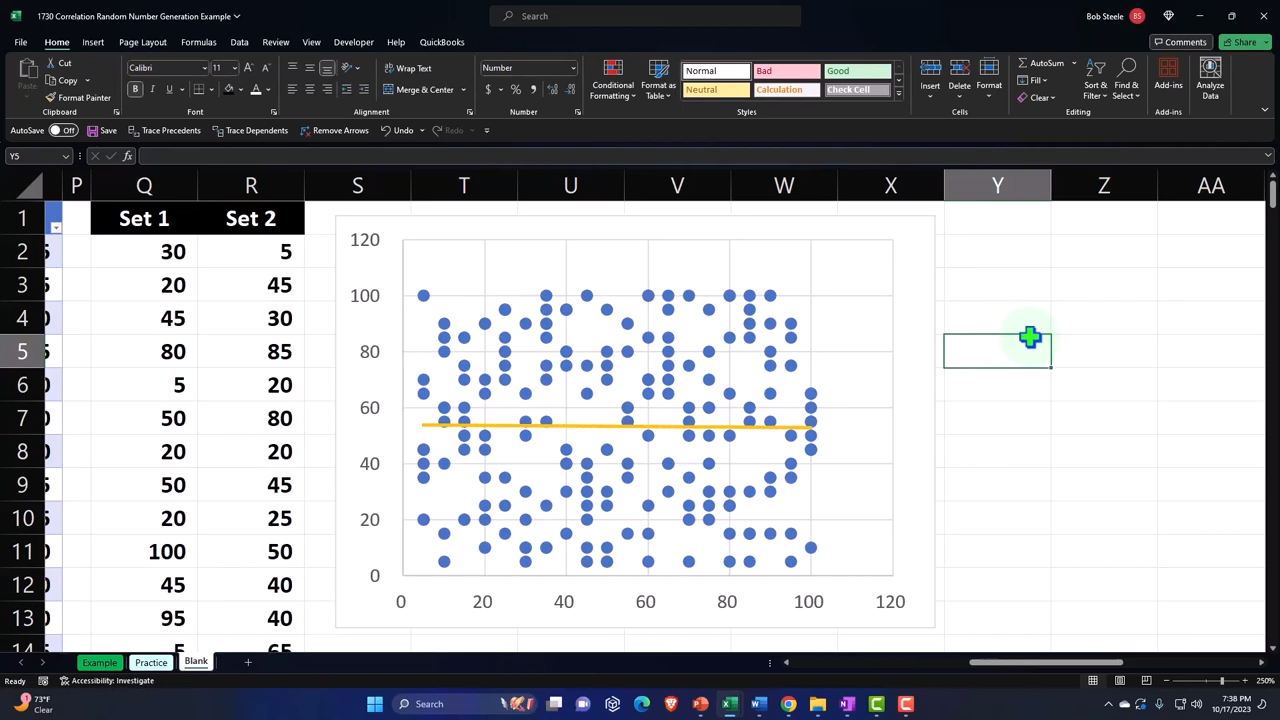 1730 Correlation Random Number Generation Example
Search
Bob Steele BS
File Home Insert Page Layout Formulas Data Review View Developer Help QuickBooks
Comments Share
Cut
Copy
Format Painter
Clipboard
Calibri 11
B I U
Font
Wrap Text
Merge & Center
Alignment
Number
$ % 9
Number
Conditional Formatting
Format as Table
Normal Bad Good
Neutral Calculation Check Cell
Styles
Insert Delete Format
Cells
AutoSum
Fill
Clear
Sort & Filter
Find & Select
Editing
Add-ins
Add-ins
Analyze Data
AutoSave Off Save Trace Precedents Trace Dependents Remove Arrows Undo Redo
Y5 fx
P Q R S T U V W X Y Z AA
1 Set 1 Set 2
2 30 5
3 20 45
4 45 30
5 80 85
6 5 20
7 50 80
8 20 20
9 50 45
10 20 25
11 100 50
12 45 40
13 95 40
14 5 65
120
100
80
60
40
20
0
0 20 40 60 80 100 120
Example Practice Blank
Ready Accessibility: Investigate 250%
73°F
Clear
Search
7:38 PM
10/17/2023